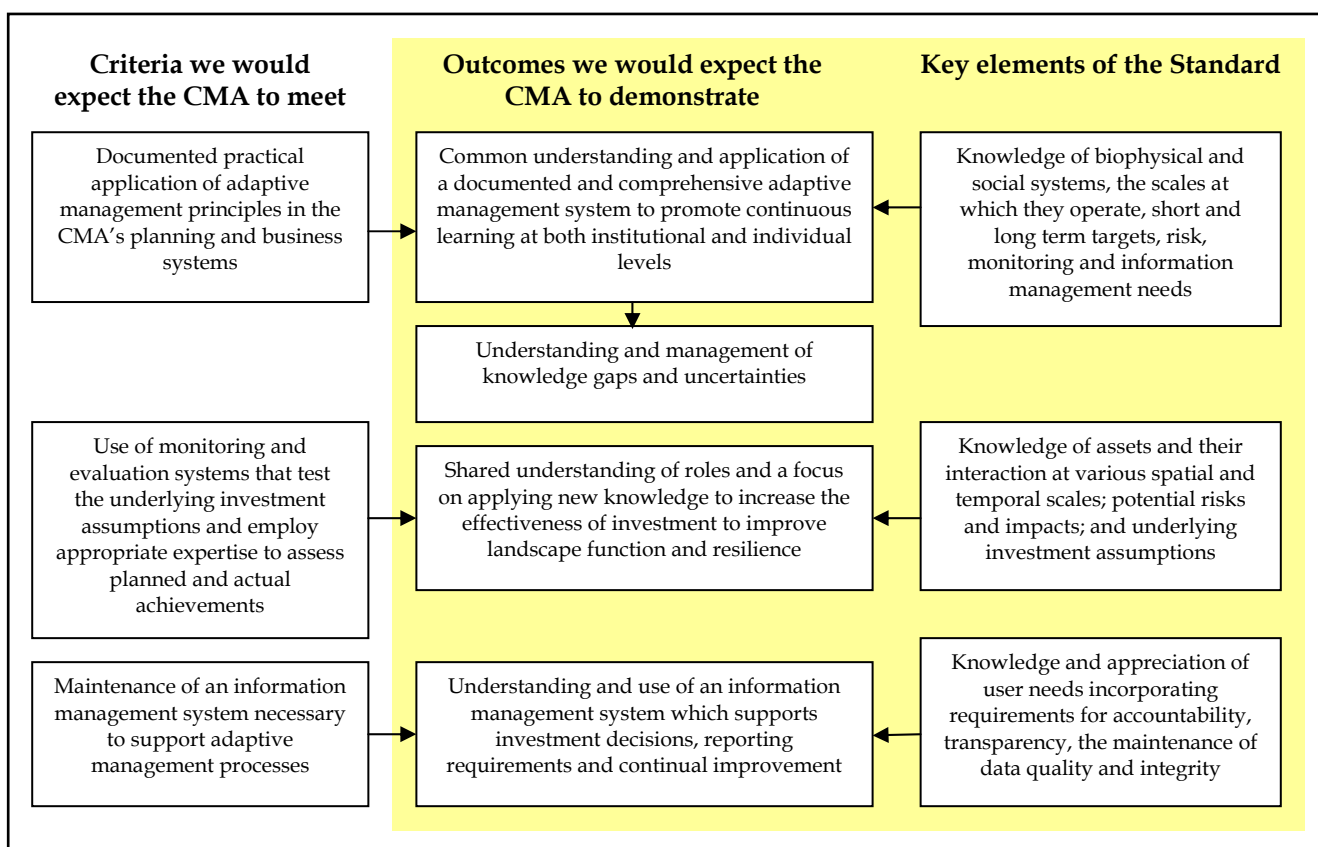 Criteria we would
expect the CMA to meet
Outcomes we would expect the
CMA to demonstrate
Key elements of the Standard
Documented practical
application of adaptive
management principles in the
CMA’s planning and business
systems
Common understanding and application of
a documented and comprehensive adaptive
management system to promote continuous
learning at both institutional and individual
levels
Knowledge of biophysical and
social systems, the scales at
which they operate, short and
long term targets, risk,
monitoring and information
management needs
Understanding and management of
knowledge gaps and uncertainties
Use of monitoring and
evaluation systems that test
the underlying investment
assumptions and employ
appropriate expertise to assess
planned and actual
achievements
Shared understanding of roles and a focus
on applying new knowledge to increase the
effectiveness of investment to improve
landscape function and resilience
Knowledge of assets and their
interaction at various spatial and
temporal scales; potential risks
and impacts; and underlying
investment assumptions
Maintenance of an information
management system necessary
to support adaptive
management processes
Understanding and use of an information
management system which supports
investment decisions, reporting
requirements and continual improvement
Knowledge and appreciation of
user needs incorporating
requirements for accountability,
transparency, the maintenance of
data quality and integrity